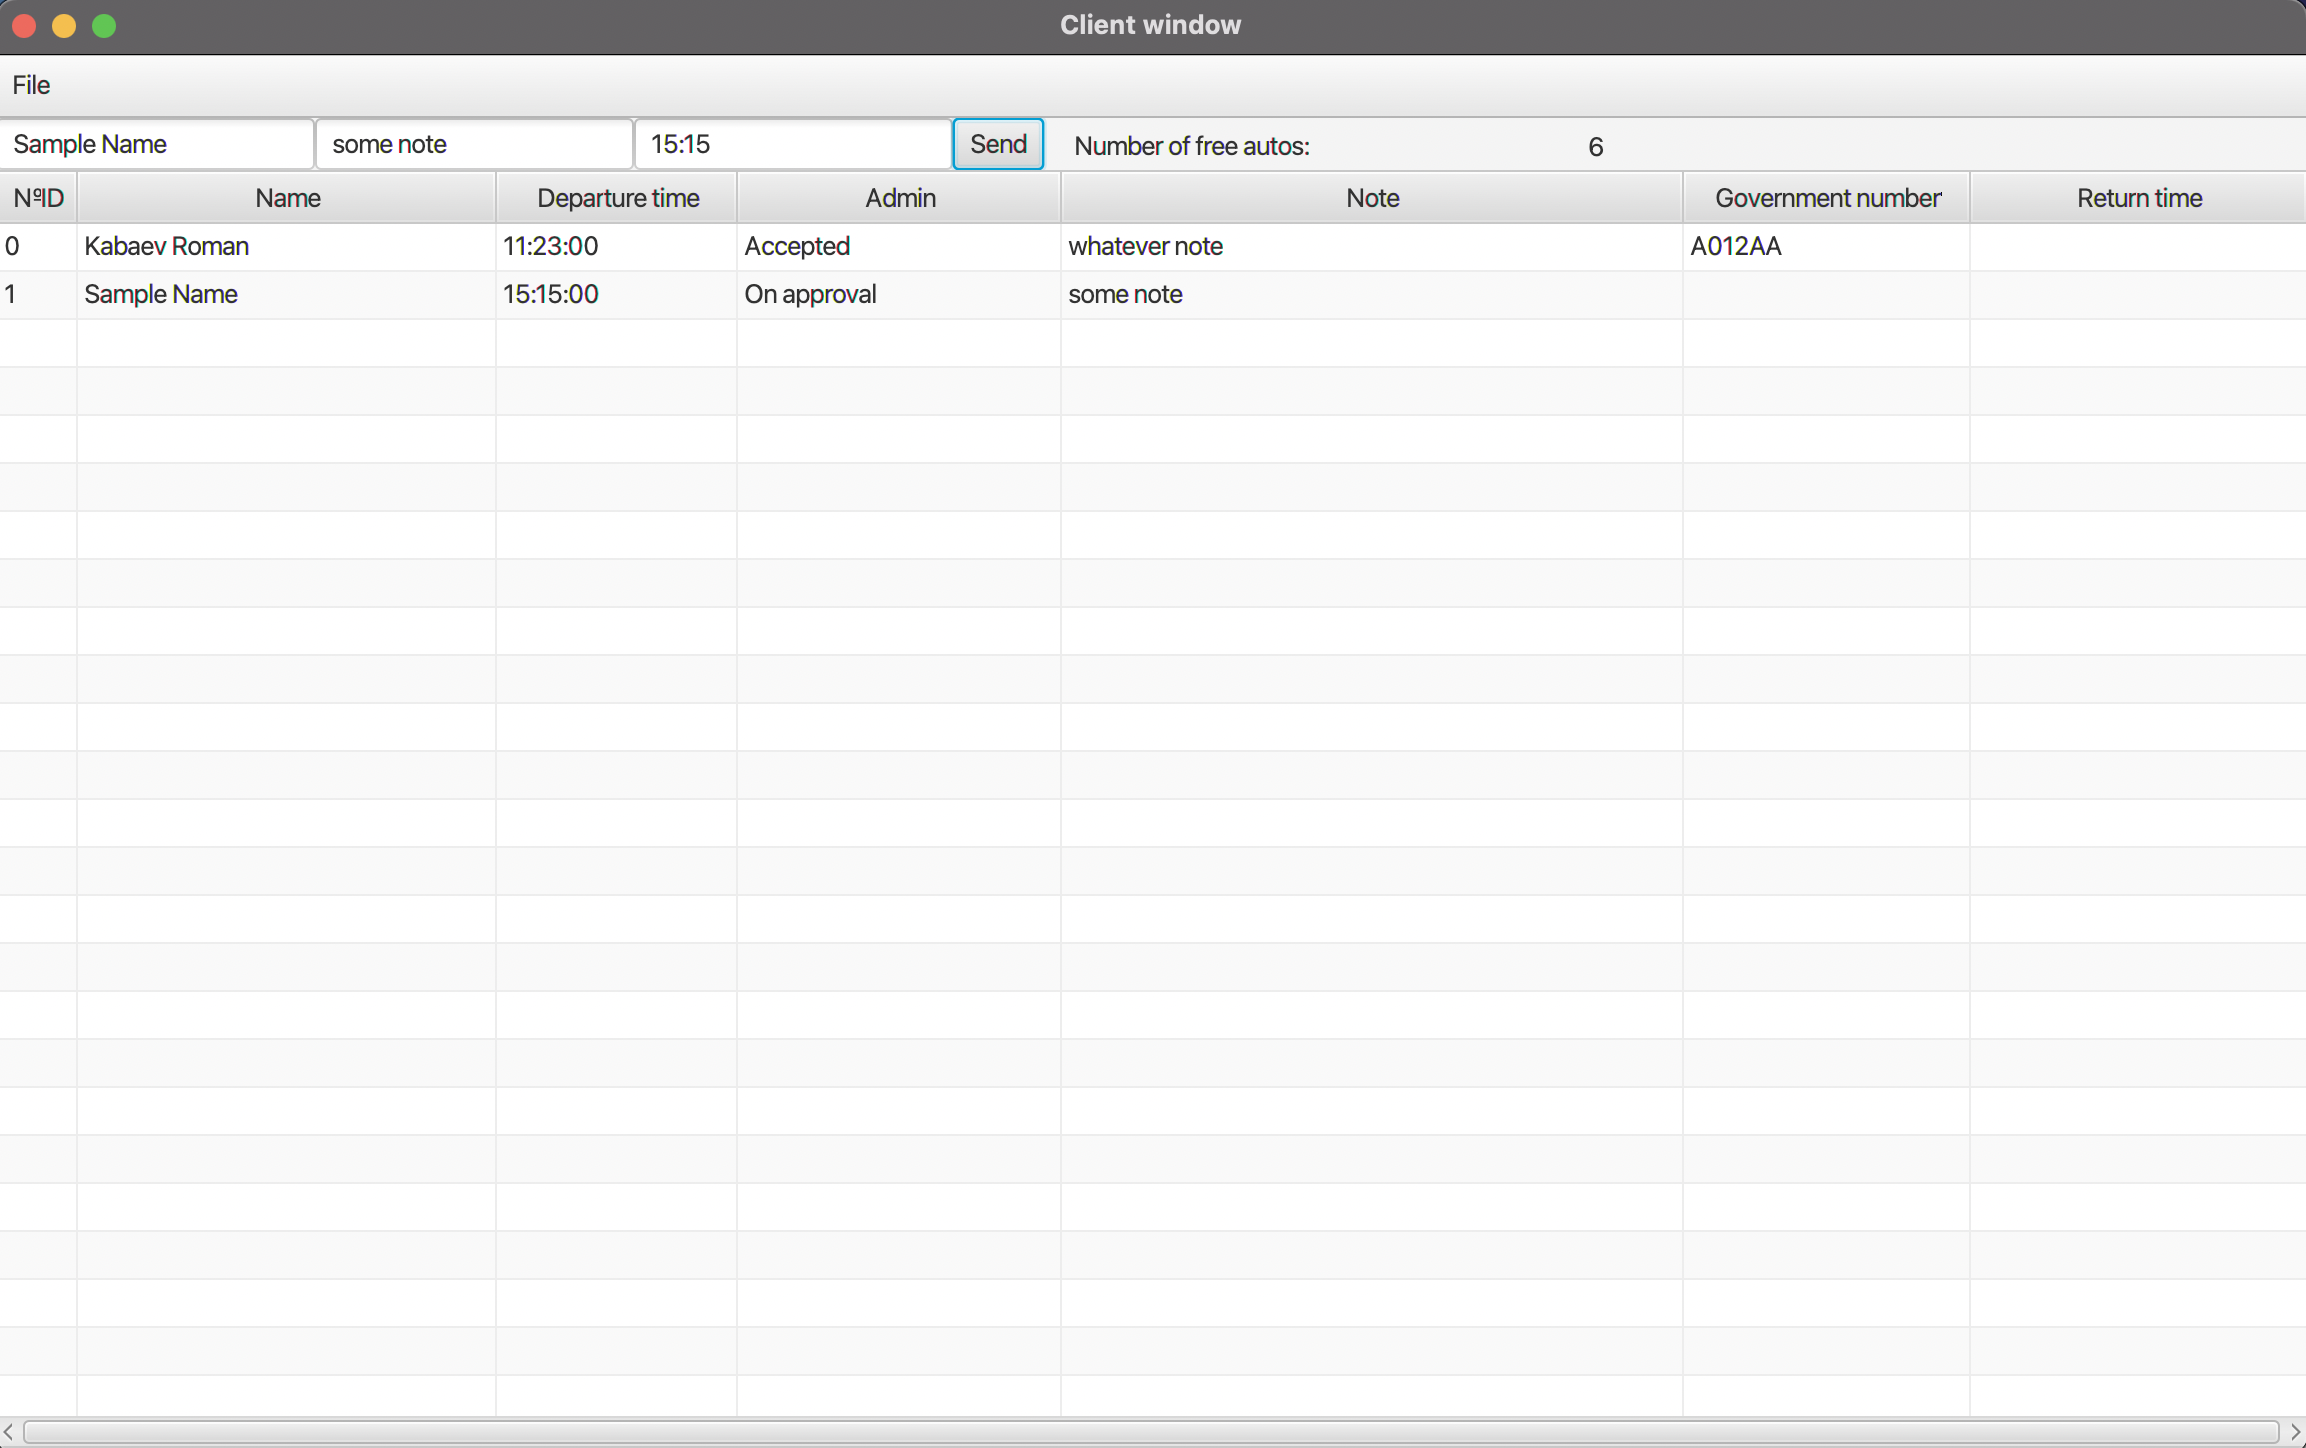 Client window
File
Sample Name some note 15:15 Send Number of free autos: 6
NºID Name Departure time Admin Note Government number Return time
0 Kabaev Roman 11:23:00 Accepted whatever note A012AA
1 Sample Name 15:15:00 On approval some note